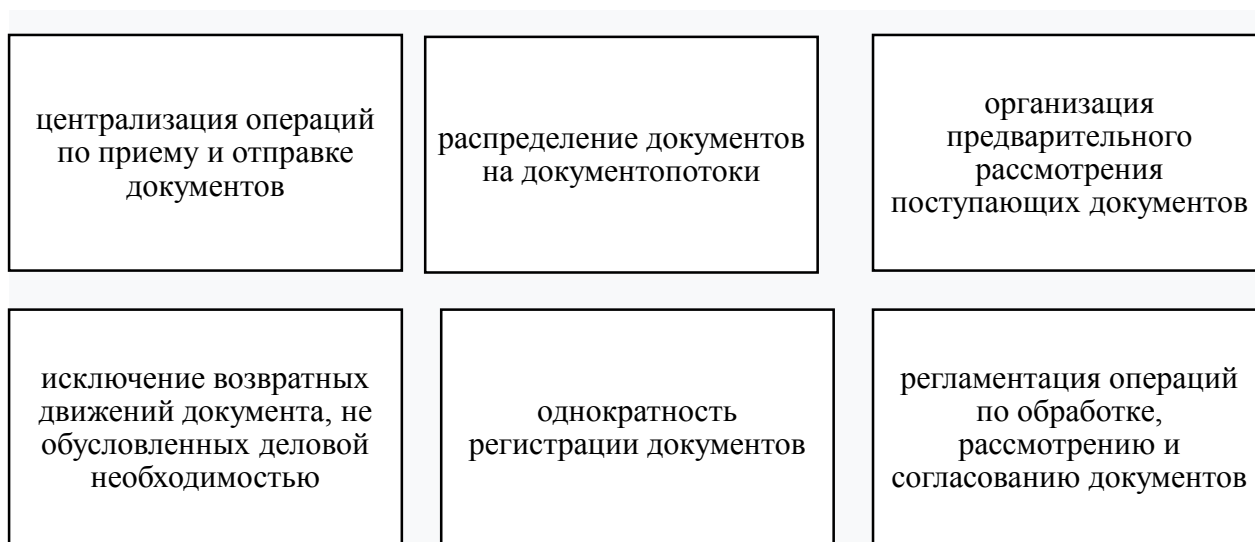 централизация операций
по приему и отправке
документов
распределение документов
на документопотоки
организация
предварительного
рассмотрения
поступающих документов
исключение возвратных
движений документа, не
обусловленных деловой
необходимостью
однократность
регистрации документов
регламентация операций
по обработке,
рассмотрению и
согласованию документов